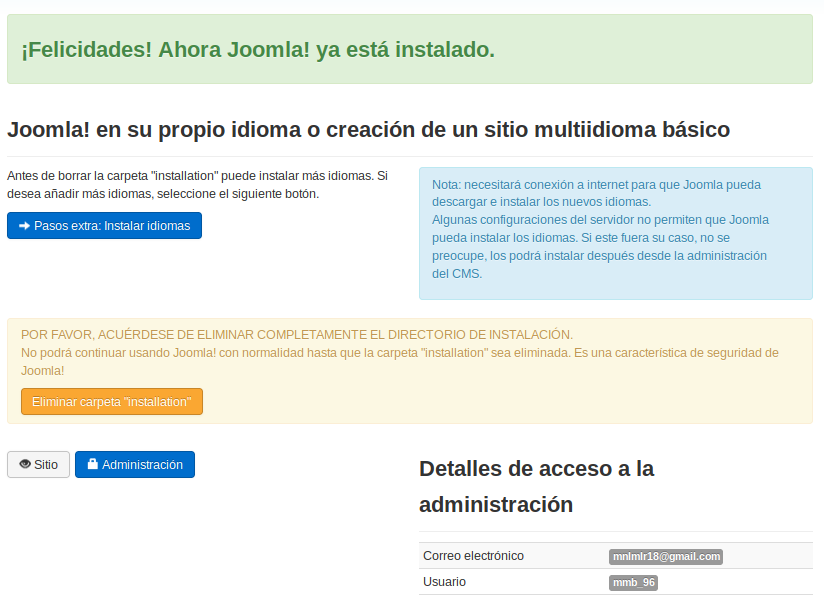 ¡Felicidades! Ahora Joomla! ya está instalado.
Joomla! en su propio idioma o creación de un sitio multiidioma básico
Antes de borrar la carpeta "installation" puede instalar más idiomas. Si
desea añadir más idiomas, seleccione el siguiente botón.
Pasos extra: Instalar idiomas
Nota: necesitará conexión a internet para que Joomla pueda
descargar e instalar los nuevos idiomas.
Algunas configuraciones del servidor no permiten que Joomla
pueda instalar los idiomas. Si este fuera su caso, no se
preocupe, los podrá instalar después desde la administración
del CMS.
POR FAVOR, ACUÉRDESE DE ELIMINAR COMPLETAMENTE EL DIRECTORIO DE INSTALACIÓN.
No podrá continuar usando Joomla! con normalidad hasta que la carpeta "installation" sea eliminada. Es una característica de seguridad de
Joomla!
Eliminar carpeta "installation"
Sitio
Administración
Detalles de acceso a la
administración
Correo electrónico mnlmlr18@gmail.com
Usuario mmb_96